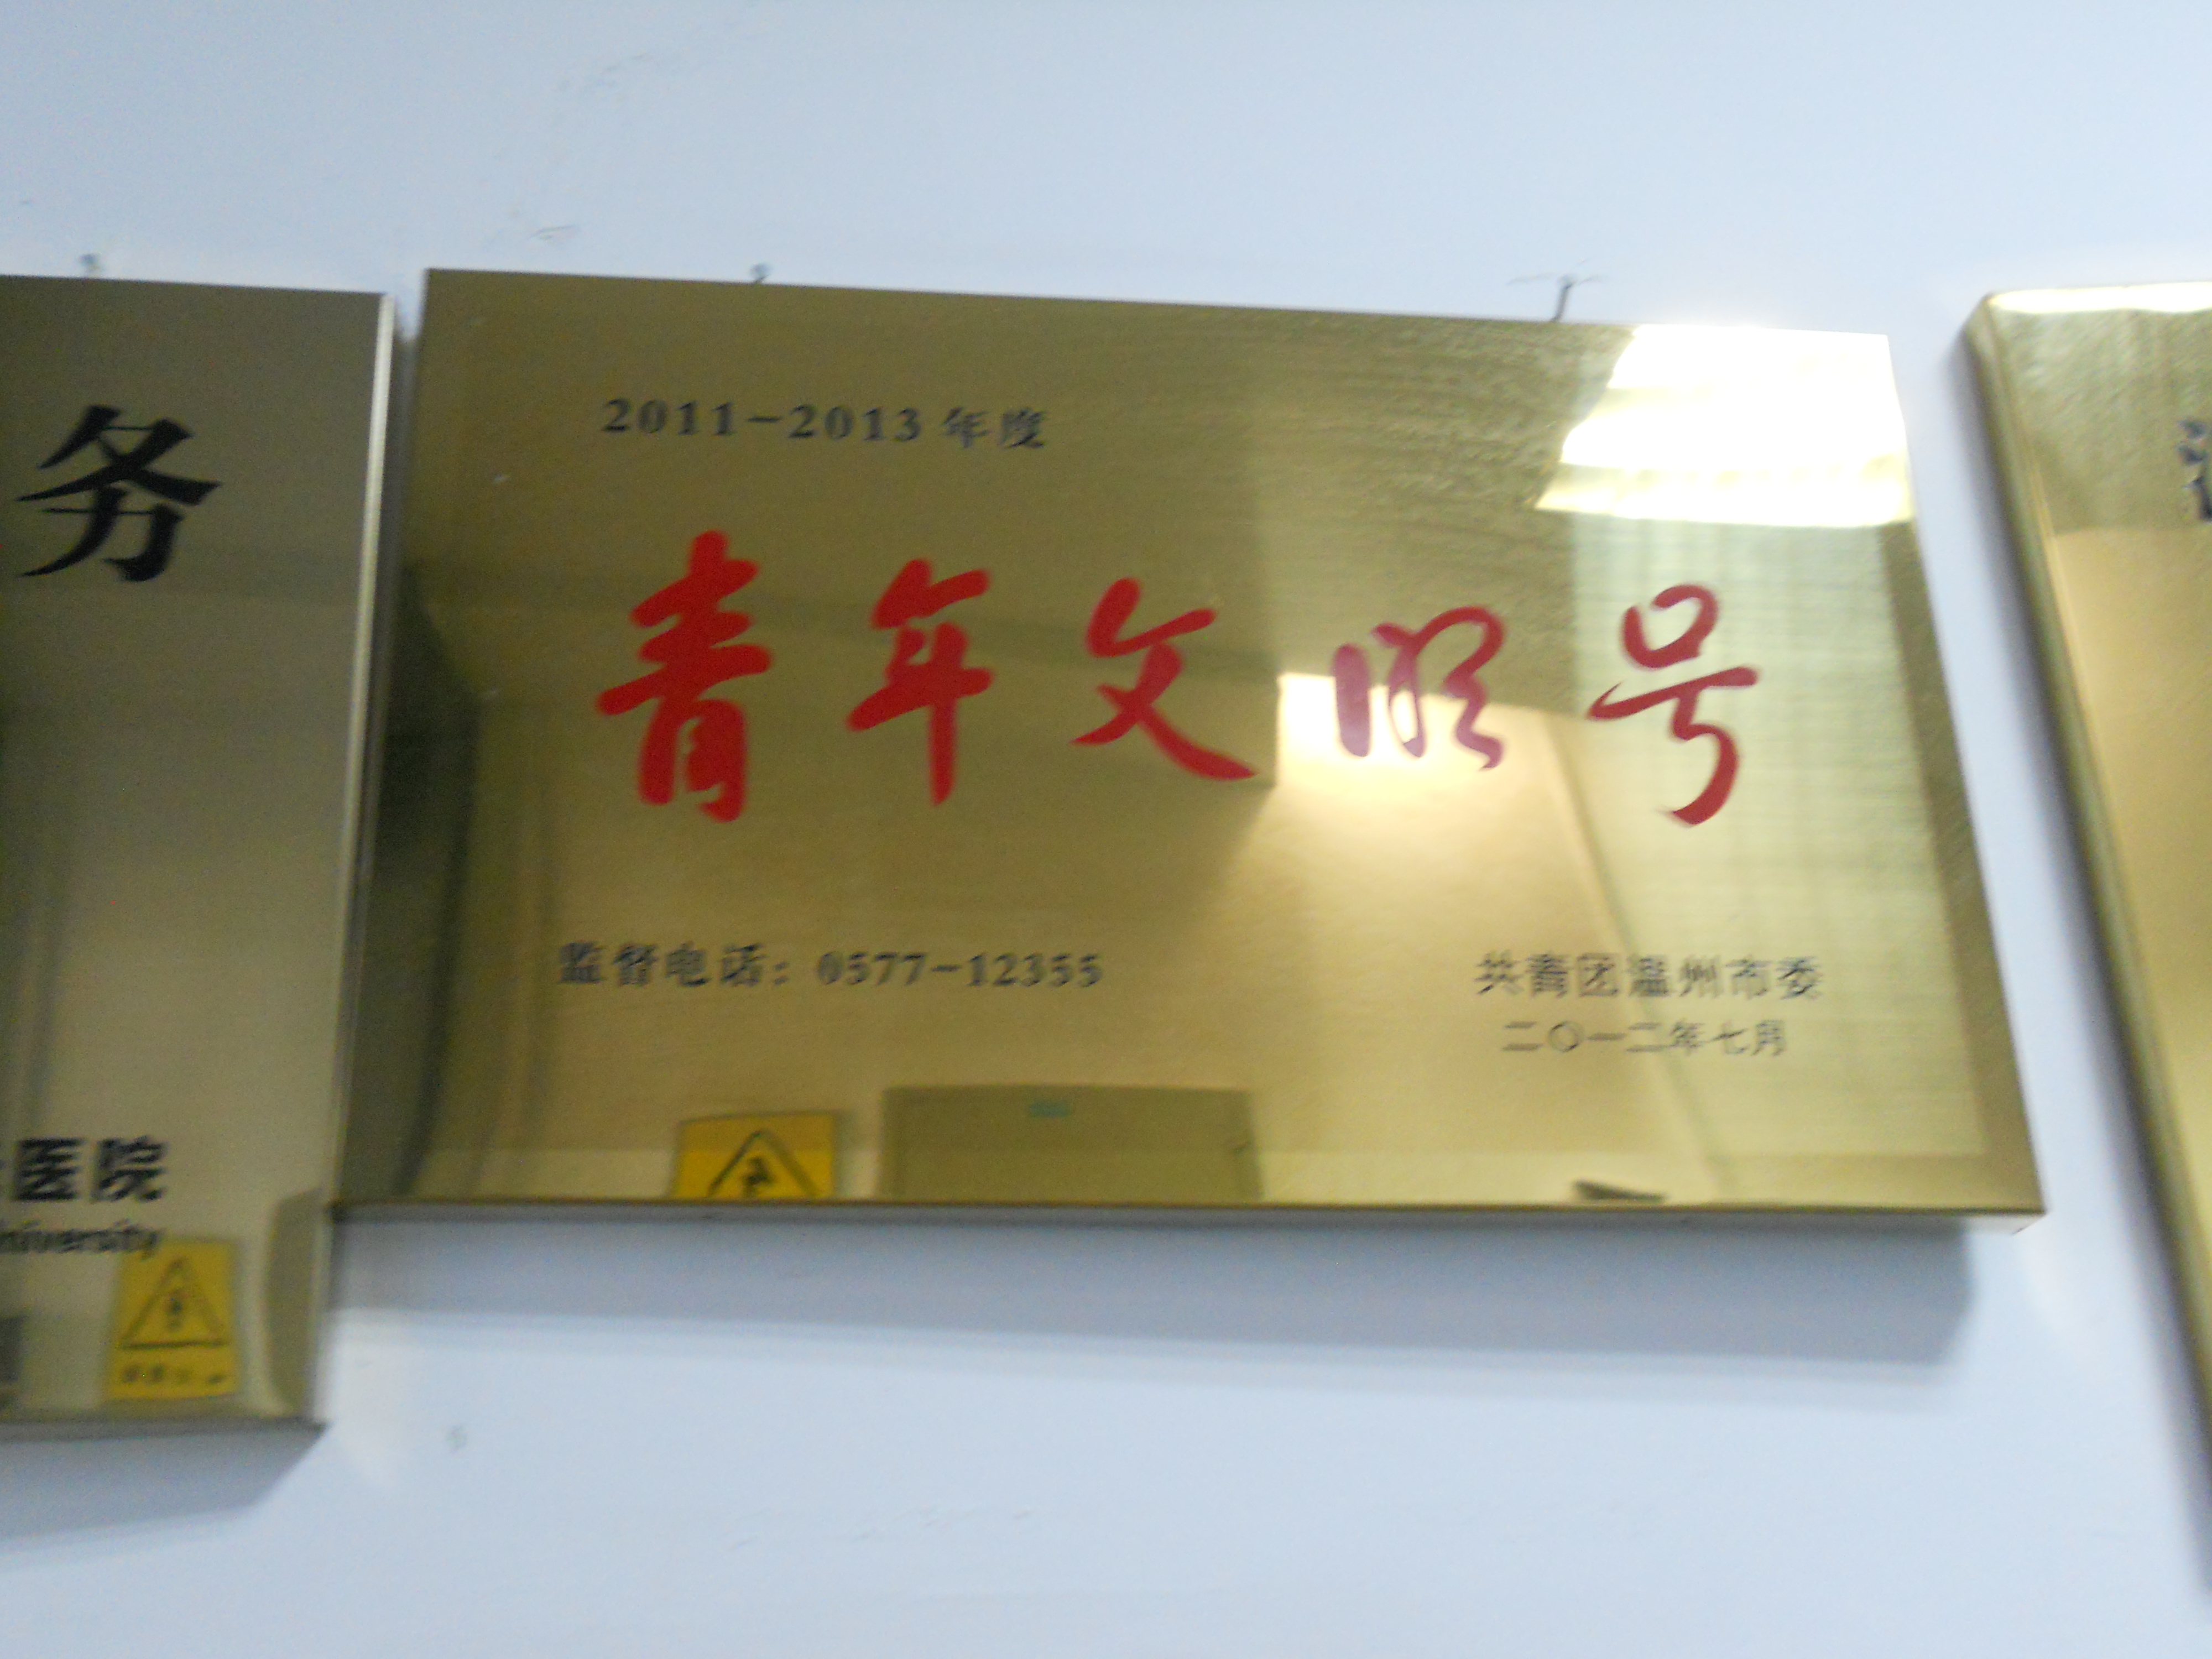 务
医院
University
2011-2013年度
青年文明号
监督电话：0577-12355
共青团温州市委
二〇一二年七月